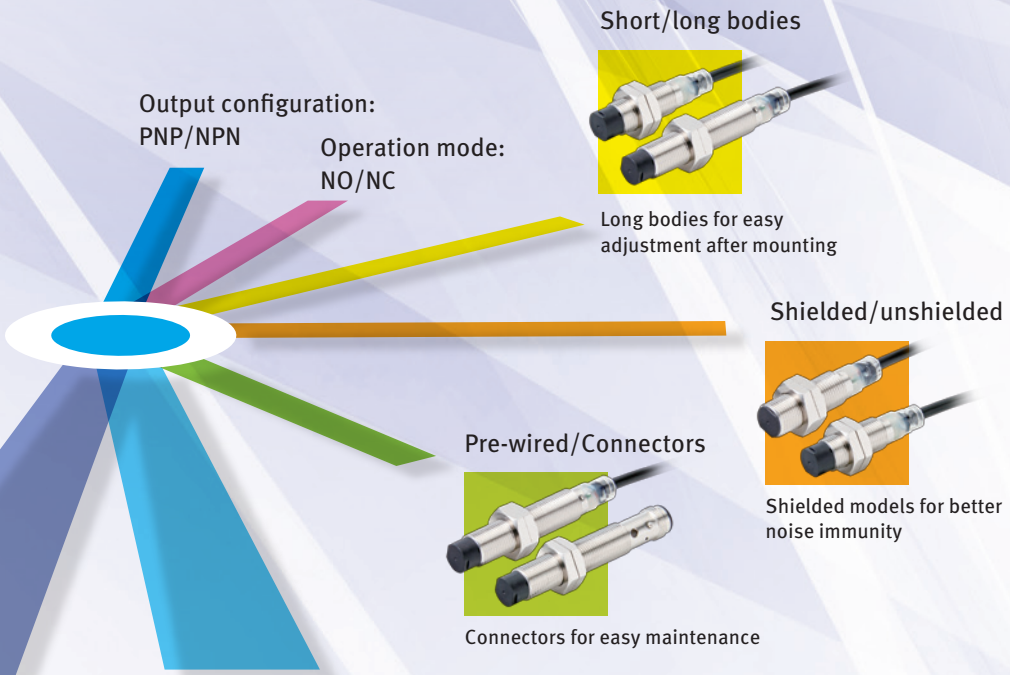 Short/long bodies
Output configuration:
PNP/NPN
Operation mode:
NO/NC
Long bodies for easy
adjustment after mounting
Shielded/unshielded
Shielded models for better
noise immunity
Pre-wired/Connectors
Connectors for easy maintenance